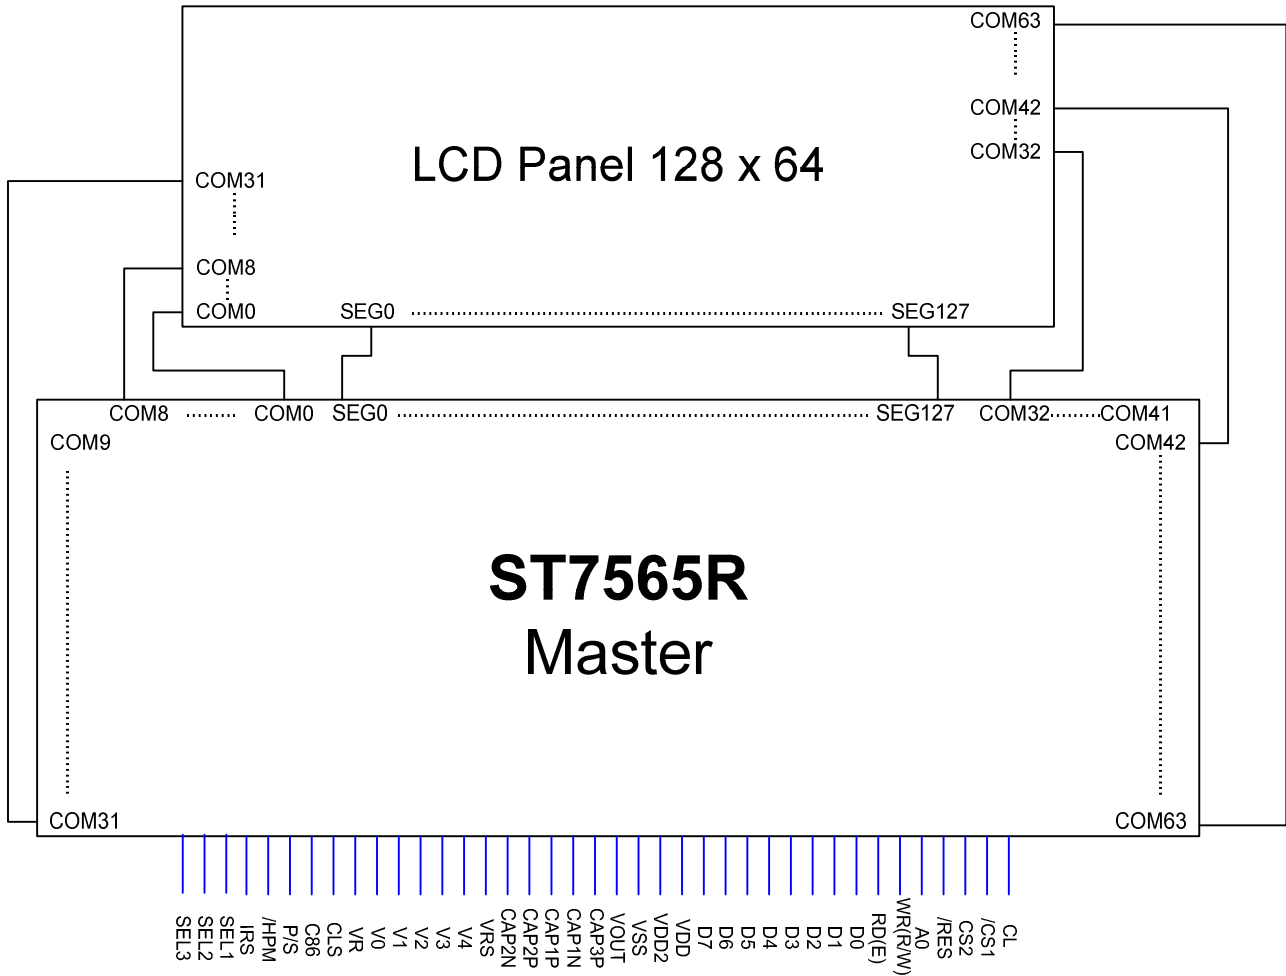 COM63
COM42
LCD Panel 128 x 64
COM32
COM31
COM8
COM0
SEG0
SEG127
COM8
COM0
SEG0
SEG127
COM32
COM41
COM9
COM42
ST7565R
Master
COM31
COM63
SEL3
SEL2
SEL1
IRS
/HPM
P/S
C86
CLS
VR
V0
V1
V2
V3
V4
VRS
CAP2N
CAP2P
CAP1P
CAP1N
CAP3P
VOUT
VSS
VDD2
VDD
D7
D6
D5
D4
D3
D2
D1
D0
RD(E)
WR(R/W)
A0
/RES
CS2
/CS1
CL